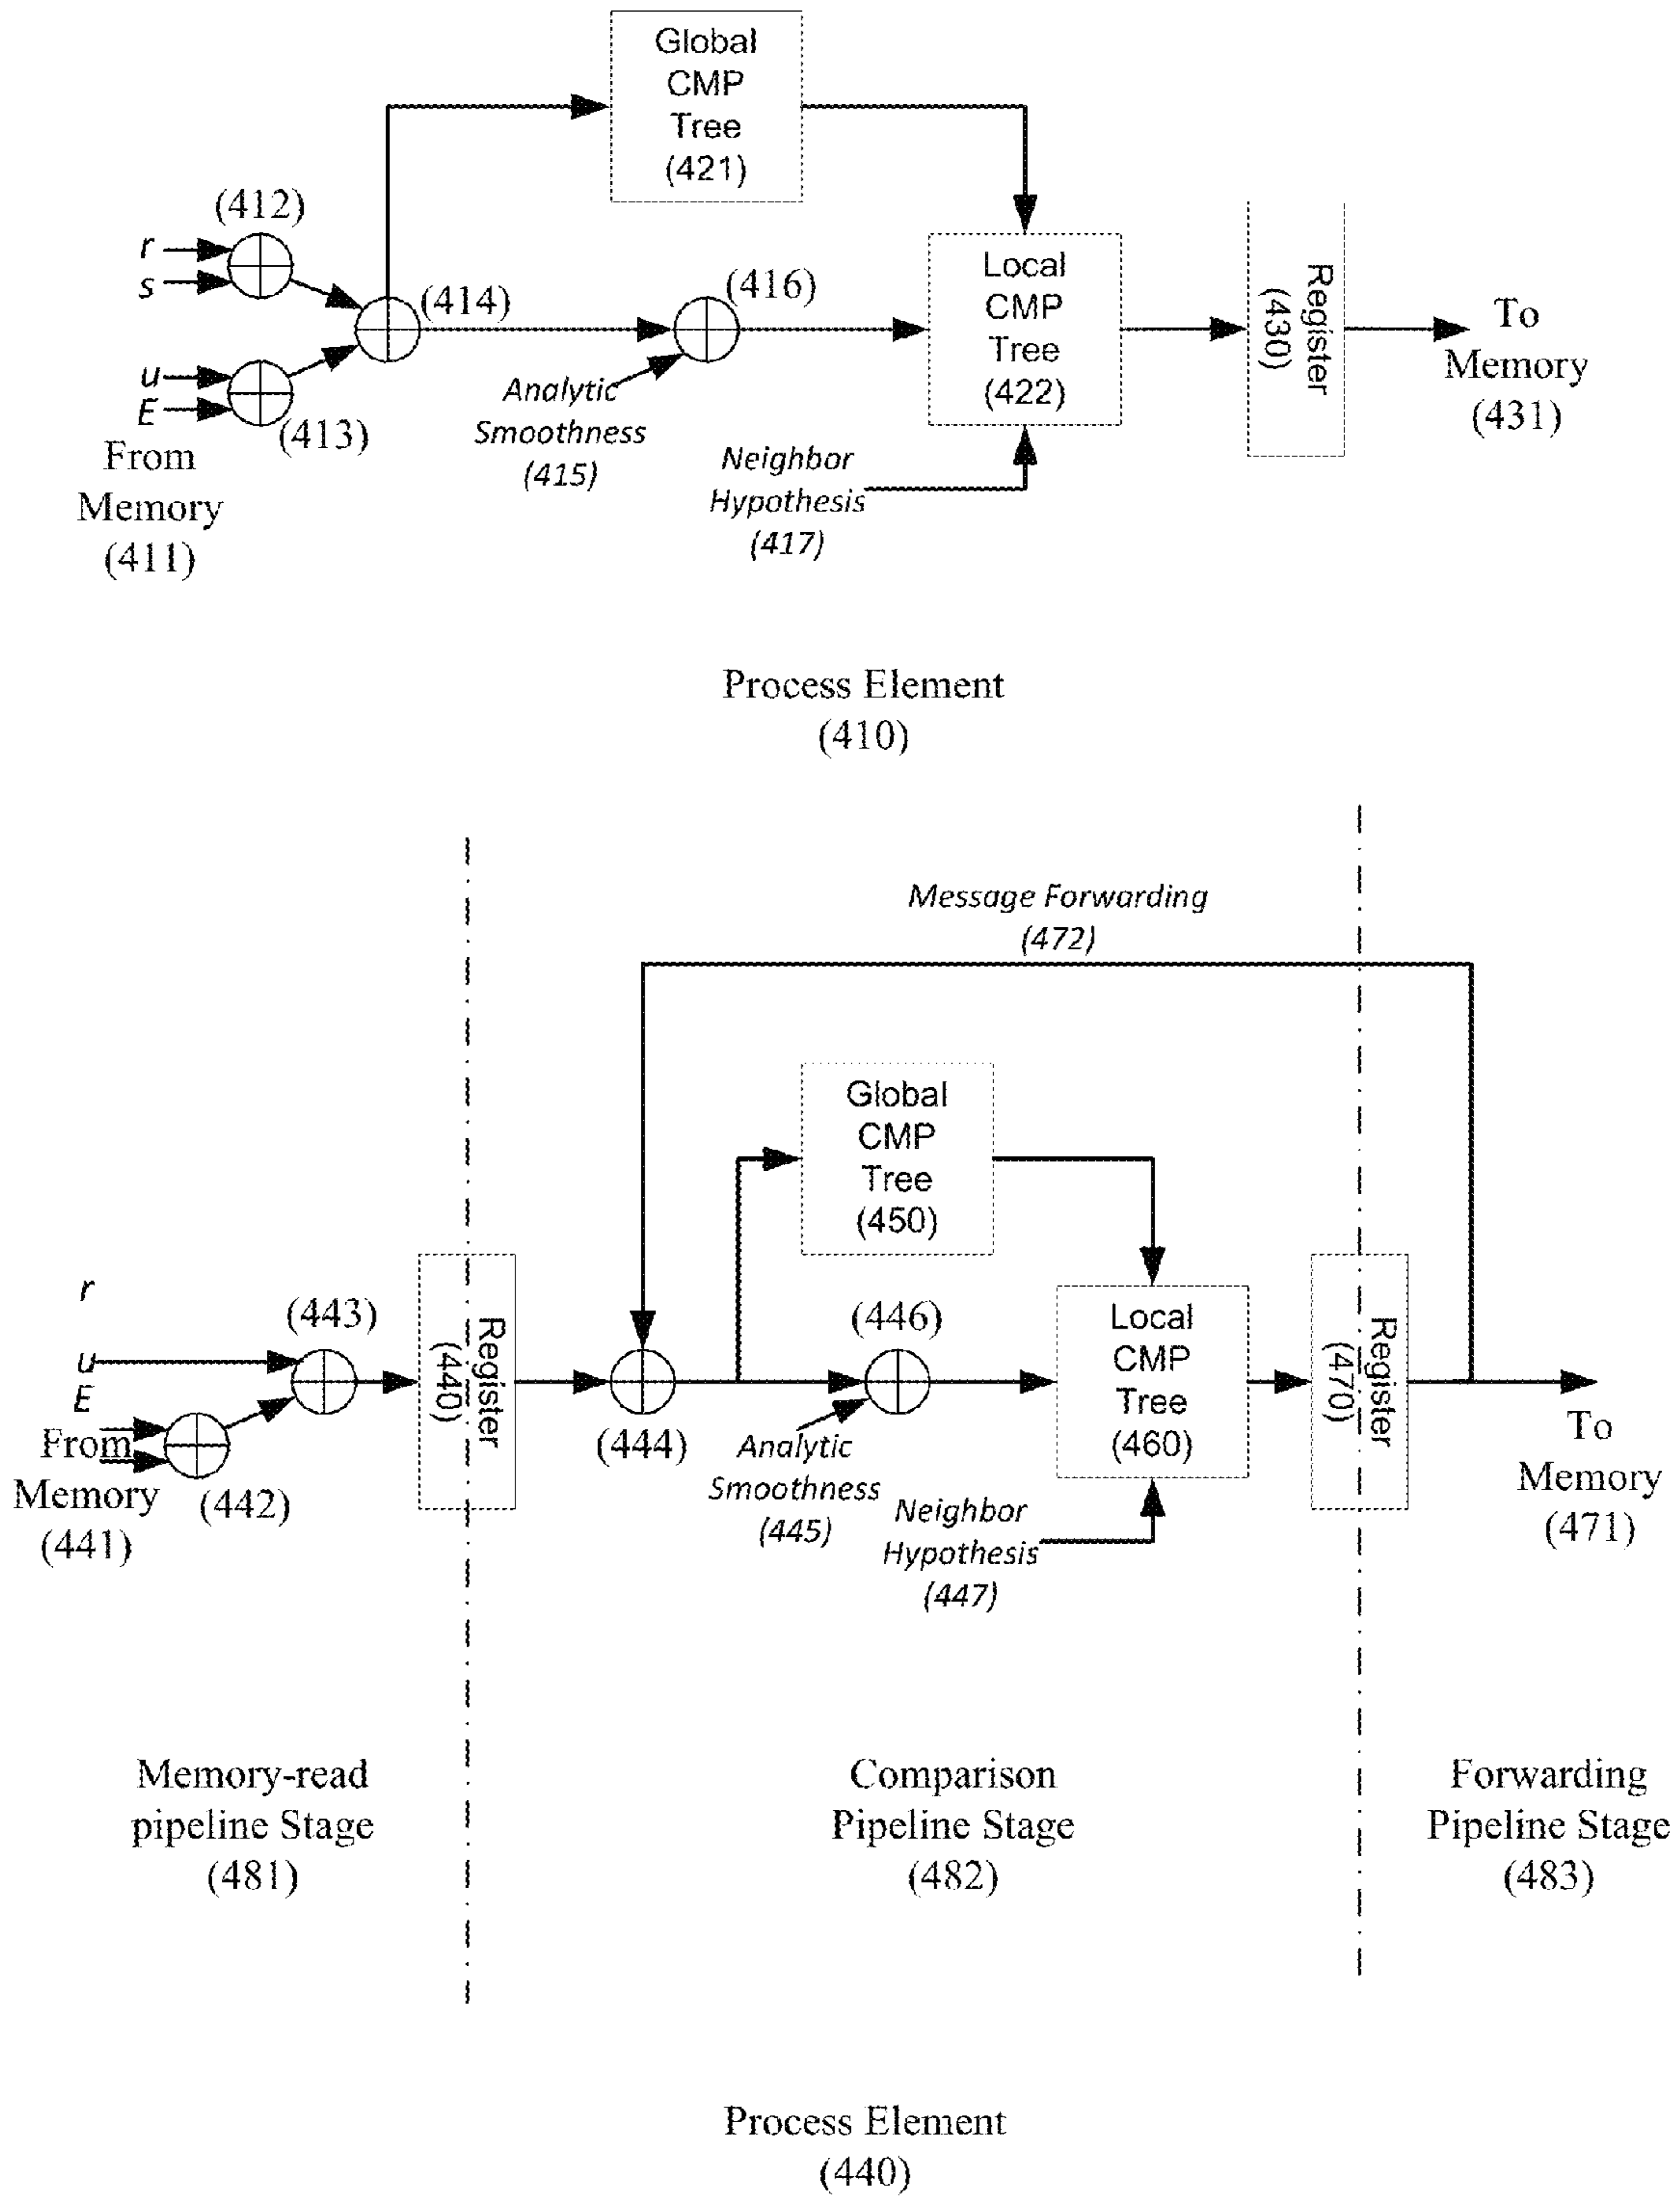 Global
CMP
Tree
(421)
(412)
r
s
(414)
(416)
Local
CMP
Tree
(422)
Register
(430)
To
Memory
(431)
u
E
(413)
From
Memory
(411)
Analytic
Smoothness
(415)
Neighbor
Hypothesis
(417)
Process Element
(410)
Message Forwarding
(472)
Global
CMP
Tree
(450)
r
u
E
From
Memory
(441)
(443)
(442)
Register
(440)
(444)
(446)
Analytic
Smoothness
(445)
Neighbor
Hypothesis
(447)
Local
CMP
Tree
(460)
Register
(470)
To
Memory
(471)
Memory-read
pipeline Stage
(481)
Comparison
Pipeline Stage
(482)
Forwarding
Pipeline Stage
(483)
Process Element
(440)